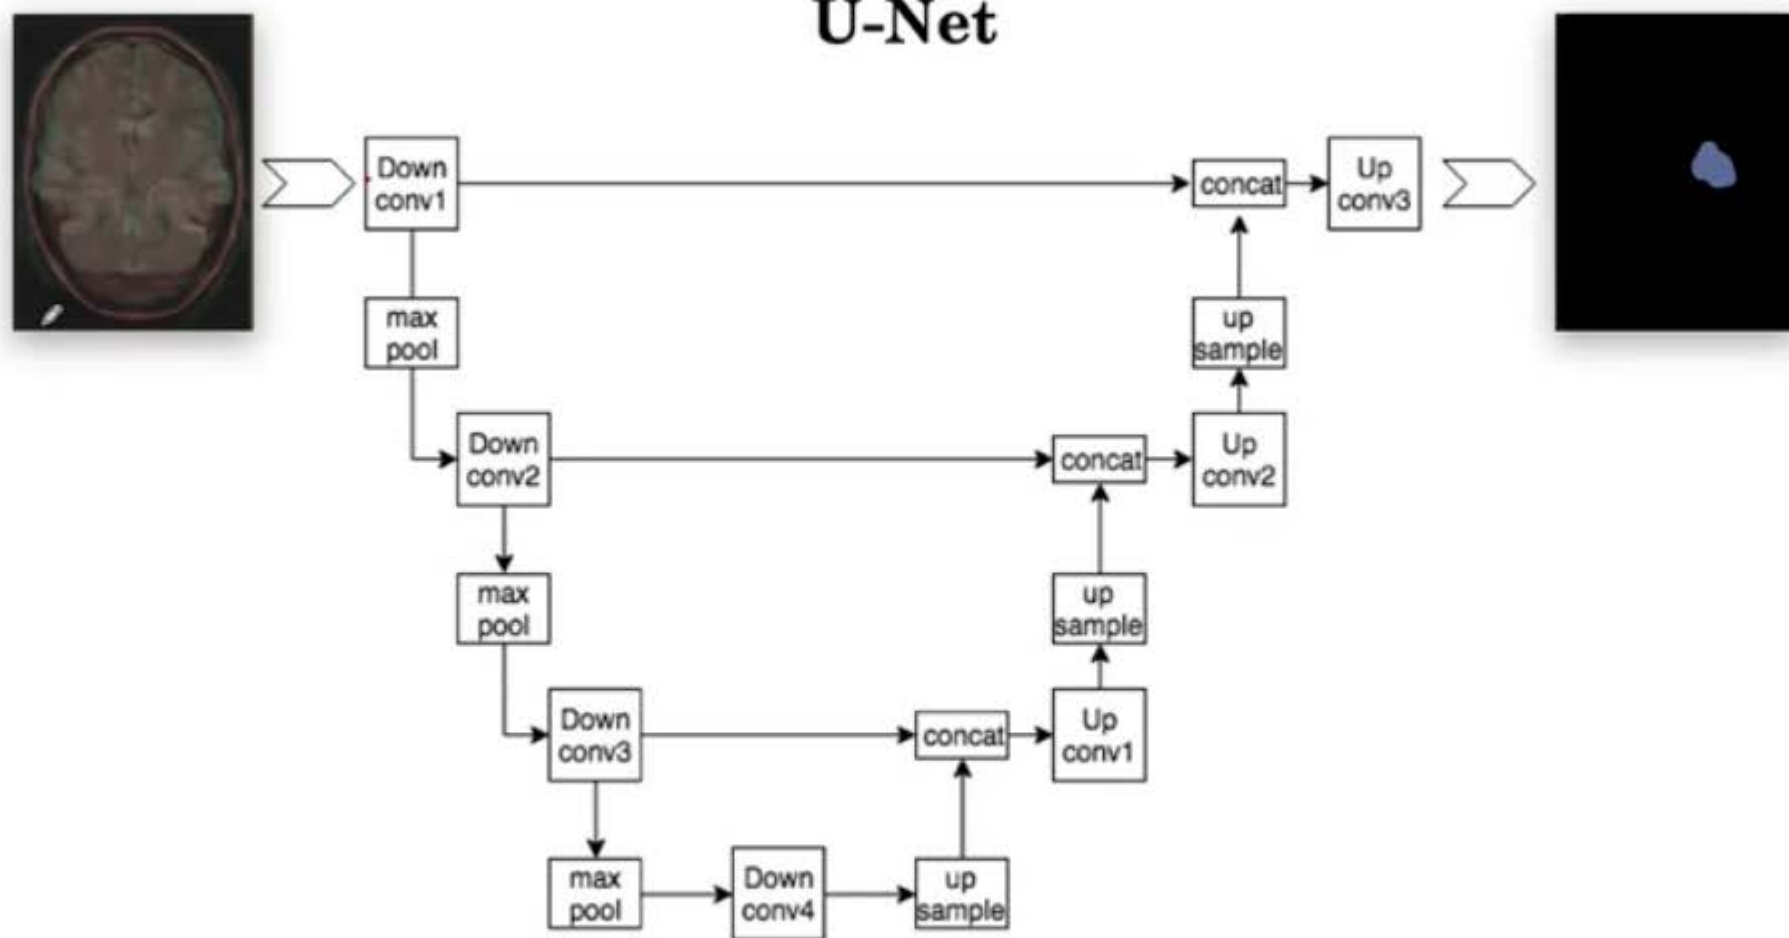 U-Net
Down
conv1
concat
Up
conv3
max
pool
up
sample
Down
conv2
concat
Up
conv2
max
pool
up
sample
Down
conv3
concat
Up
conv1
max
pool
Down
conv4
up
sample